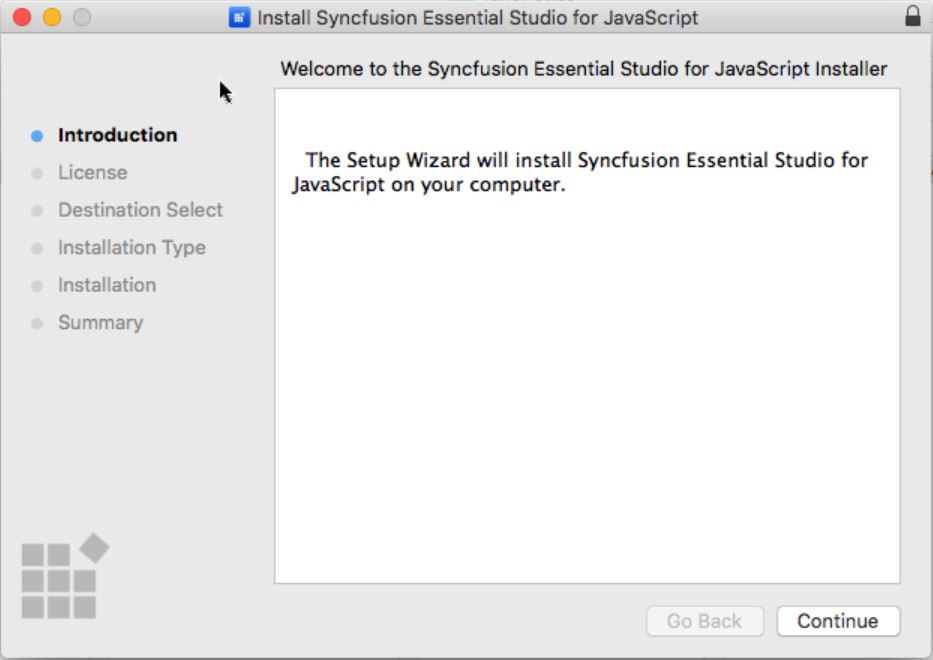 Install Syncfusion Essential Studio for JavaScript
Welcome to the Syncfusion Essential Studio for JavaScript Installer
Introduction
License
Destination Select
Installation Type
Installation
Summary
The Setup Wizard will install Syncfusion Essential Studio for
JavaScript on your computer.
Go Back
Continue